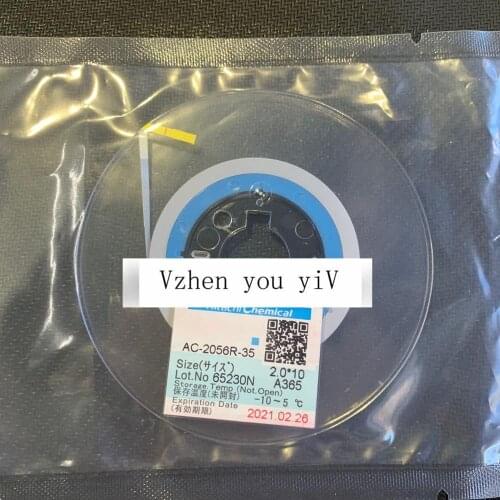 Vzhen you yiV
Hitachi Chemical
AC-2056R-35
Size(サイズ) 2.0*10
Lot.No 65230N A365
Storage Temp (Not.Open)
保存温度(未開封) -10～5 ℃
Expiration Date
(有効期限) 2021.02.26